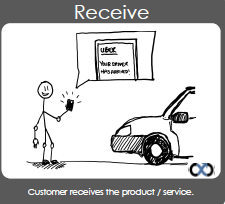 Receive
UBER
YOUR DRIVER
HAS ARRIVED!
Customer receives the product / service.